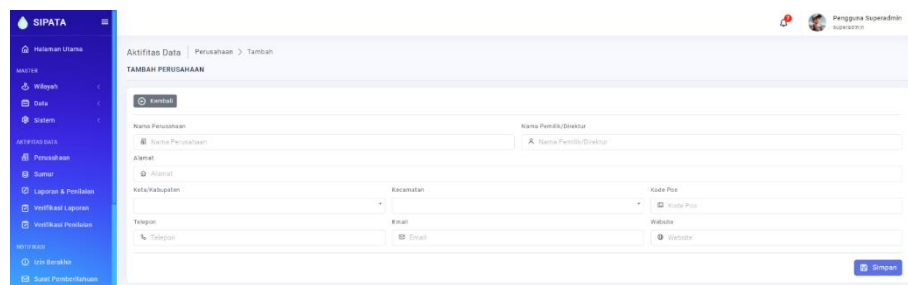 SIPATA
Pengguna Superadmin
superadmin
Halaman Utama
Aktifitas Data | Perusahaan > Tambah
TAMBAH PERUSAHAAN
MASTER
Wilayah
Data
Sistem
Kembali
Nama Perusahaan
Nama Pemilik/Direktur
Nama Perusahaan
Nama Pemilik/Direktur
AKTIFITAS DATA
Perusahaan
Sumur
Laporan & Penilaian
Verifikasi Laporan
Verifikasi Penilaian
Alamat
Alamat
Kota/Kabupaten
Kecamatan
Kode Pos
Kode Pos
Telepon
Email
Website
Telepon
Email
Website
NOTIFIKASI
Izin Berakhir
Surat Pemberitahuan
Simpan